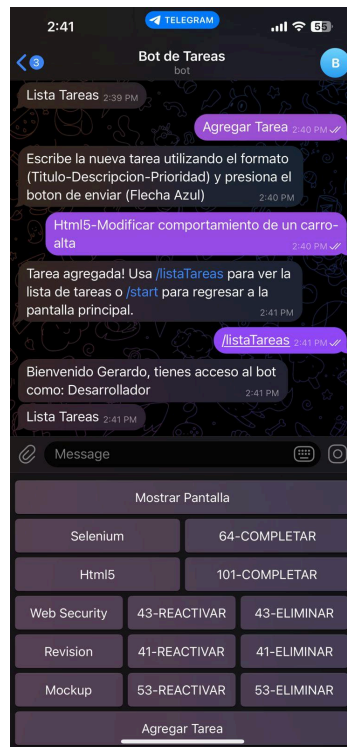 2:41
TELEGRAM
55
3
Bot de Tareas
bot
B
Lista Tareas 2:39 PM
Agregar Tarea 2:40 PM
Escribe la nueva tarea utilizando el formato
(Titulo-Descripcion-Prioridad) y presiona el
boton de enviar (Flecha Azul) 2:40 PM
Html5-Modificar comportamiento de un carro-
alta 2:40 PM
Tarea agregada! Usa /listaTareas para ver la
lista de tareas o /start para regresar a la
pantalla principal. 2:41 PM
/listaTareas 2:41 PM
Bienvenido Gerardo, tienes acceso al bot
como: Desarrollador 2:41 PM
Lista Tareas 2:41 PM
Message
Mostrar Pantalla
Selenium 64-COMPLETAR
Html5 101-COMPLETAR
Web Security 43-REACTIVAR 43-ELIMINAR
Revision 41-REACTIVAR 41-ELIMINAR
Mockup 53-REACTIVAR 53-ELIMINAR
Agregar Tarea